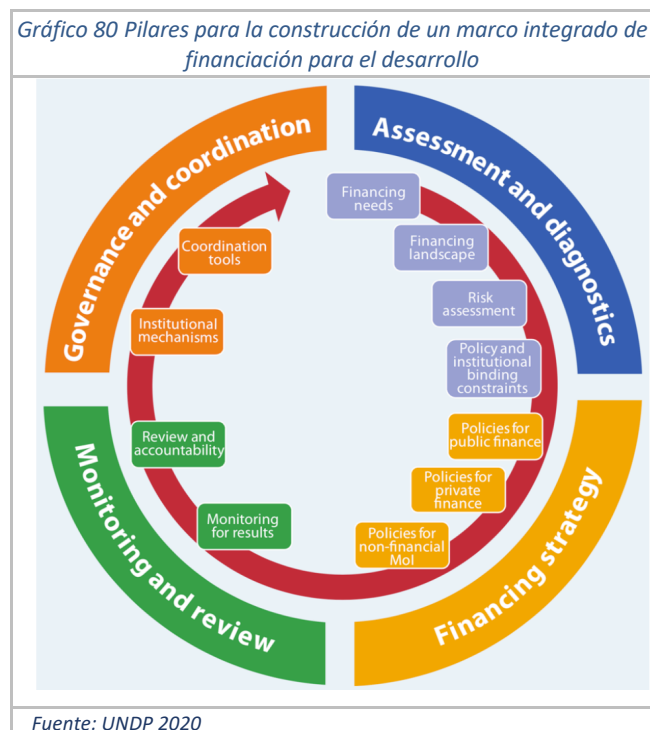 Gráfico 80 Pilares para la construcción de un marco integrado de
financiación para el desarrollo
Assessment and diagnostics
Financing
needs
Financing
landscape
Risk
assessment
Policy and
institutional
binding
constraints
Financing strategy
Policies for
public finance
Policies for
private
finance
Policies for
non-financial
MoI
Monitoring and review
Monitoring
for results
Review and
accountability
Governance and coordination
Institutional
mechanisms
Coordination
tools
Fuente: UNDP 2020